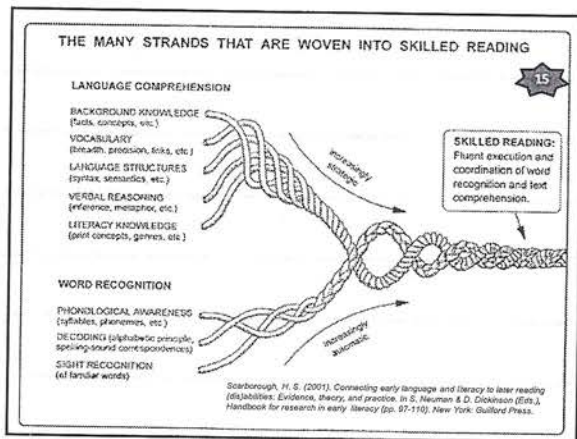 THE MANY STRANDS THAT ARE WOVEN INTO SKILLED READING
15
LANGUAGE COMPREHENSION
BACKGROUND KNOWLEDGE
(facts, concepts, etc.)
VOCABULARY
(breadth, precision, links, etc.)
LANGUAGE STRUCTURES
(syntax, semantics, etc.)
VERBAL REASONING
(inference, metaphor, etc.)
LITERACY KNOWLEDGE
(print concepts, genres, etc.)
increasingly
strategic
SKILLED READING:
Fluent execution and
coordination of word
recognition and text
comprehension.
WORD RECOGNITION
PHONOLOGICAL AWARENESS
(syllables, phonemes, etc.)
DECODING (alphabetic principle,
spelling-sound correspondences)
SIGHT RECOGNITION
(of familiar words)
increasingly
automatic
Scarborough, H. S. (2001). Connecting early language and literacy to later reading
(dis)abilities: Evidence, theory, and practice. In S. Neuman & D. Dickinson (Eds.),
Handbook for research in early literacy (pp. 97-110). New York: Guilford Press.